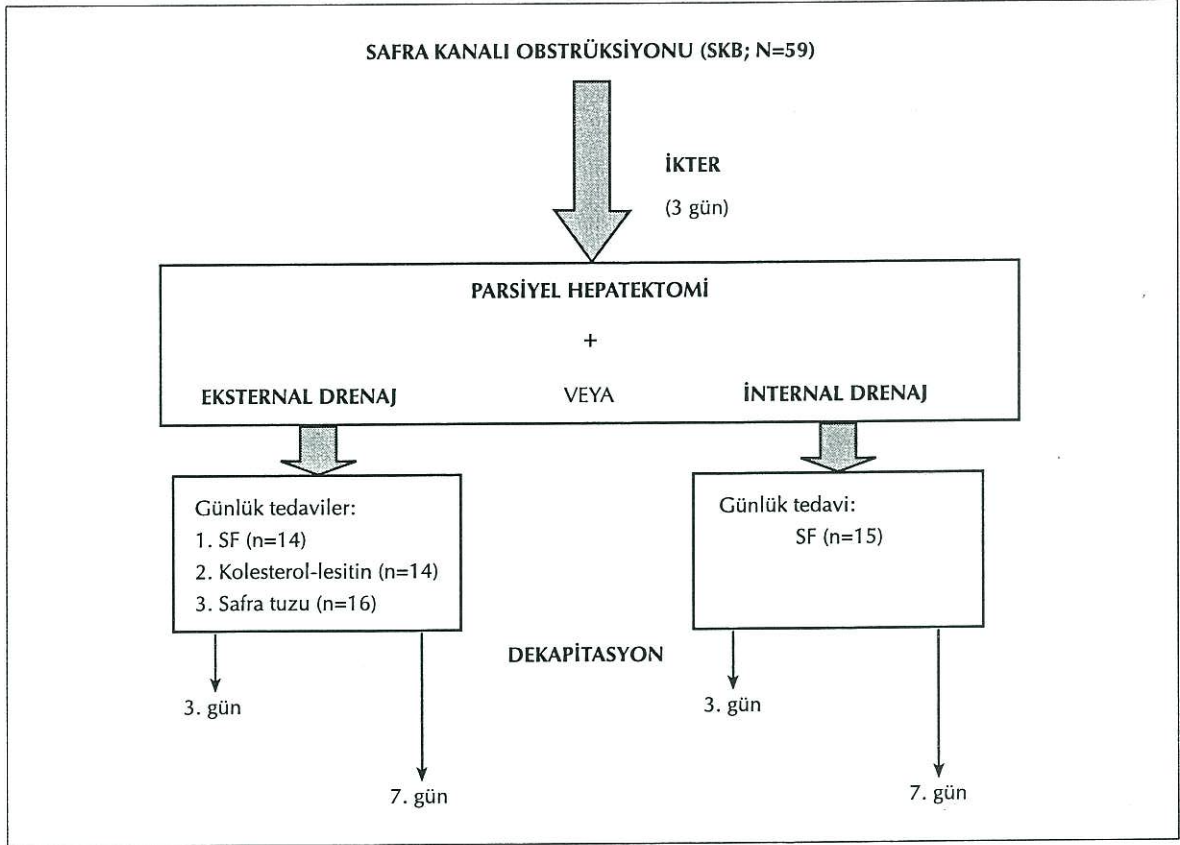 SAFRA KANALI OBSTRÜKSİYONU (SKB; N=59)
İKTER
(3 gün)
PARSİYEL HEPATEKTOMİ
+
EKSTERNAL DRENAJ VEYA İNTERNAL DRENAJ
Günlük tedaviler:
1. SF (n=14)
2. Kolesterol-lesitin (n=14)
3. Safra tuzu (n=16)
Günlük tedavi:
SF (n=15)
DEKAPİTASYON
3. gün
7. gün
3. gün
7. gün